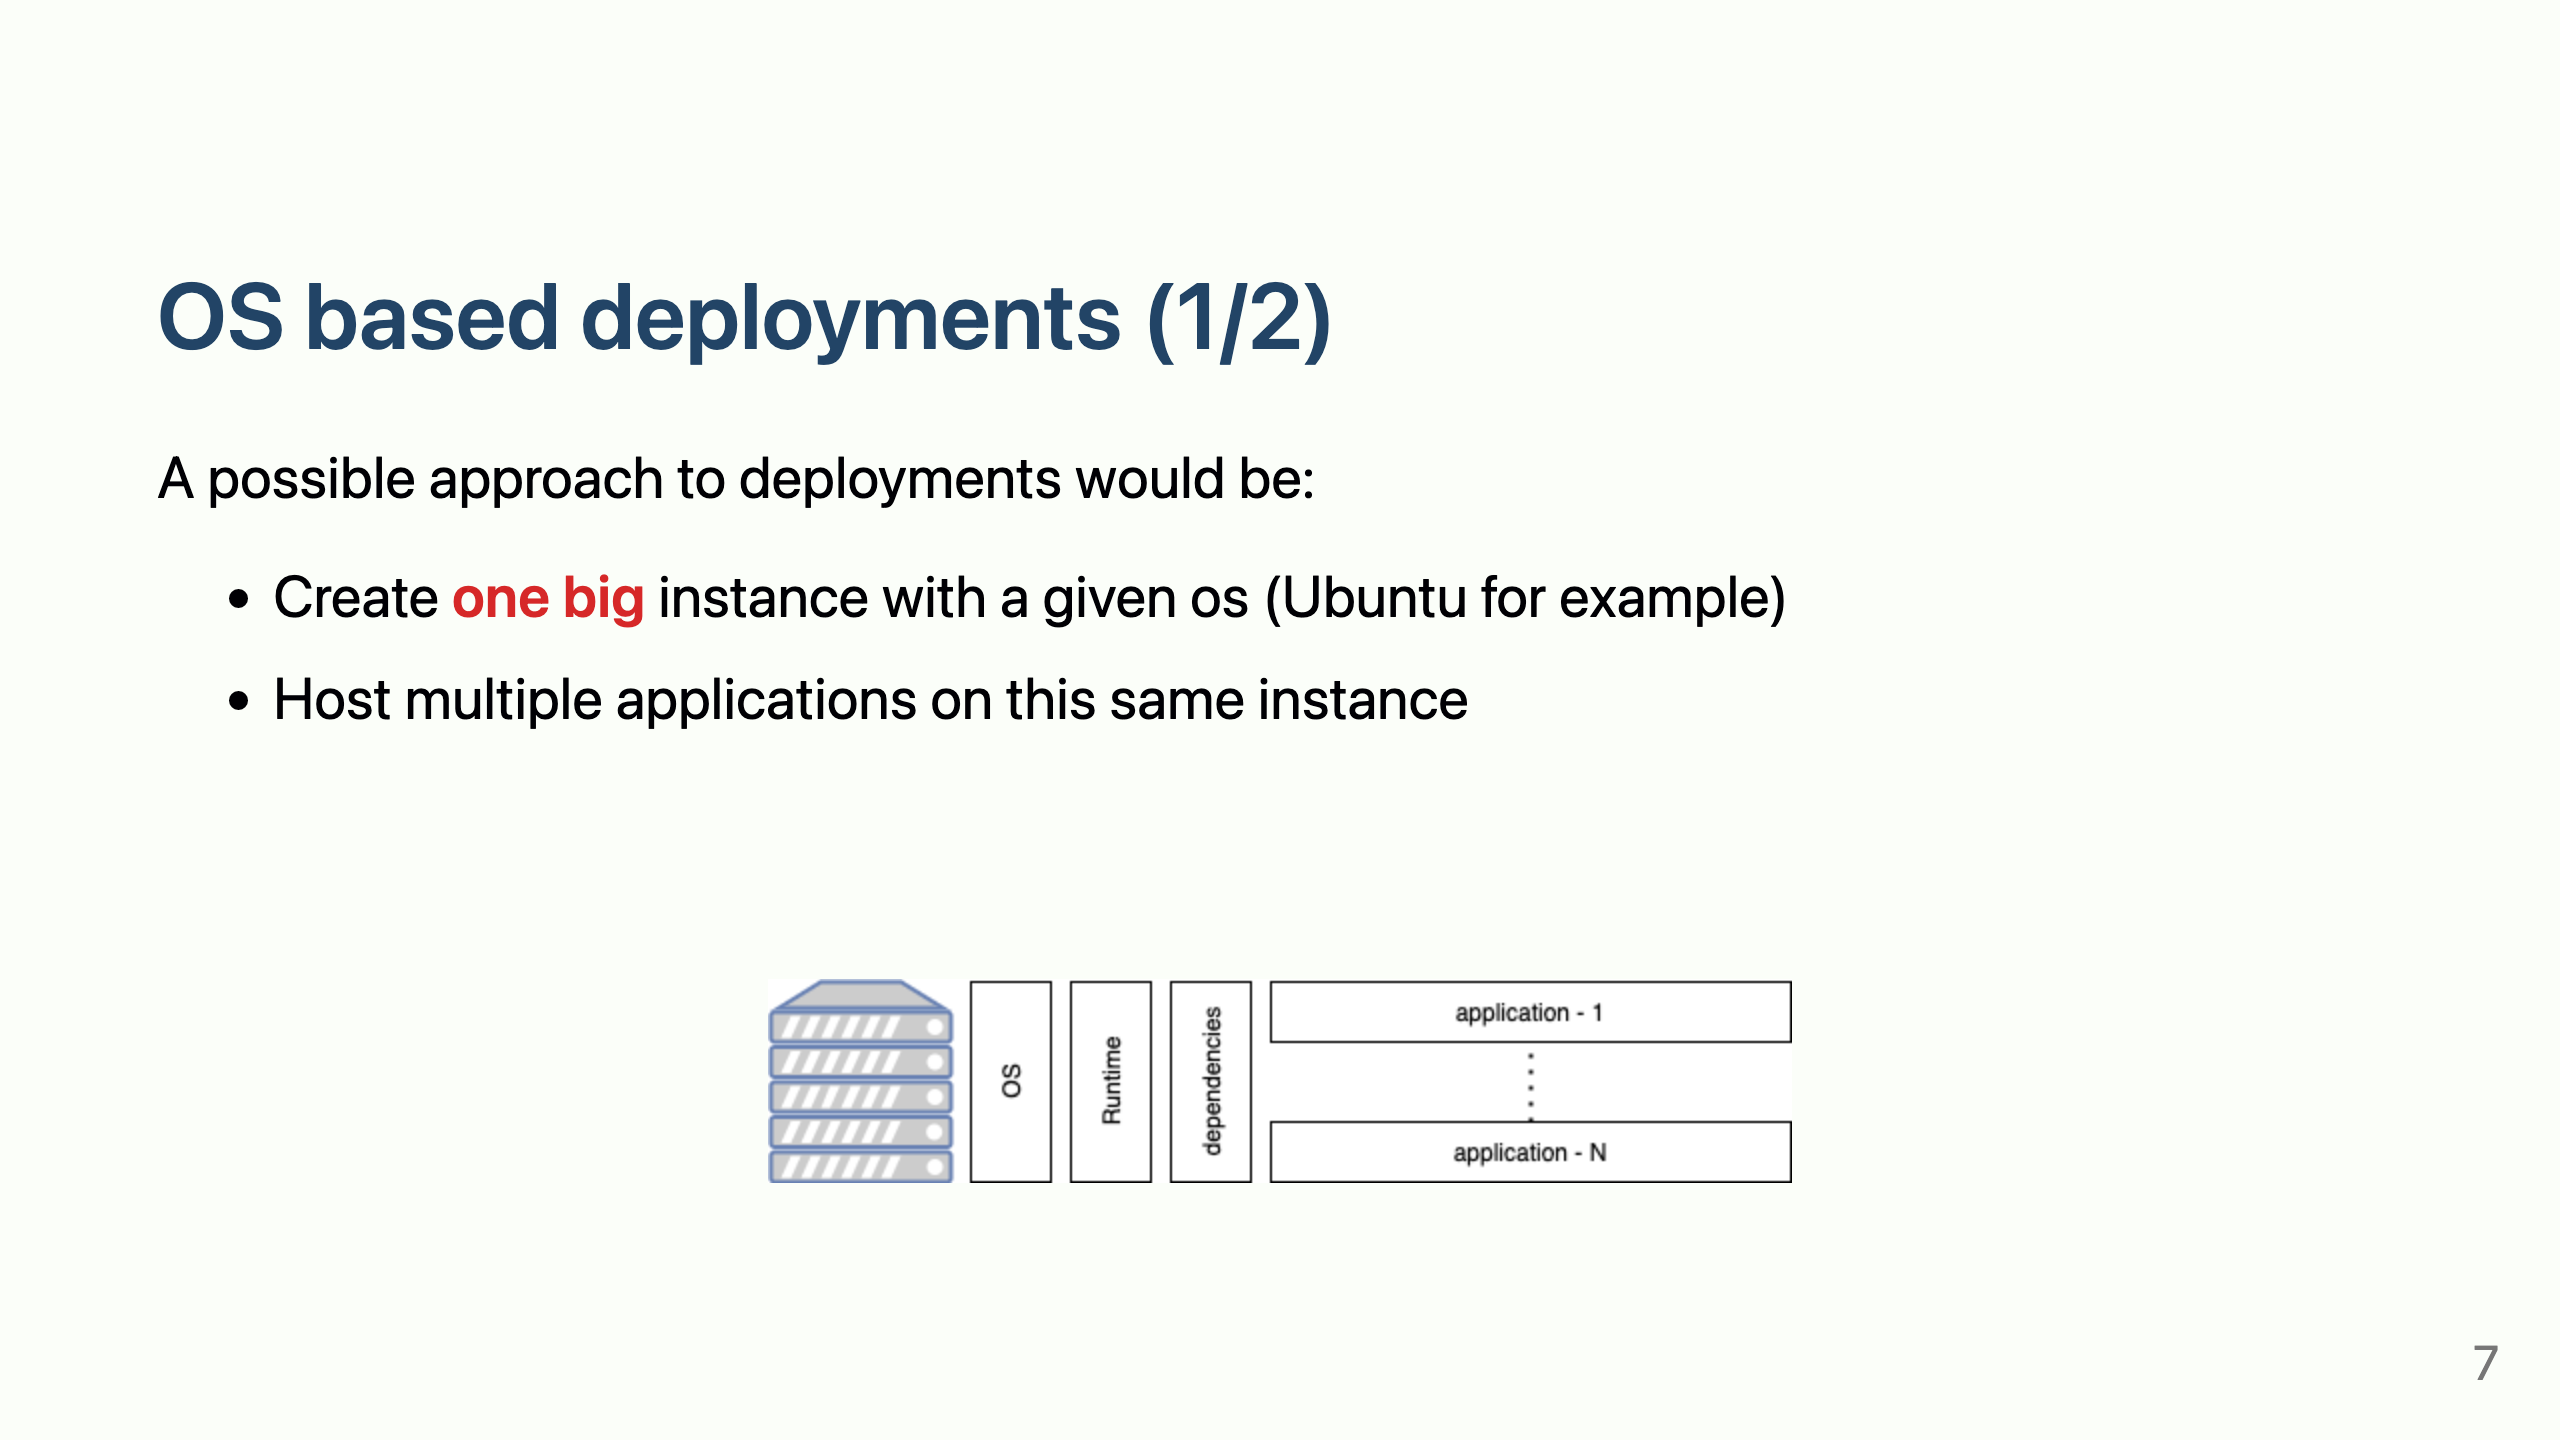 OS based deployments (1/2)
A possible approach to deployments would be:
• Create one big instance with a given os (Ubuntu for example)
• Host multiple applications on this same instance
OS
Runtime
dependencies
application - 1
application - N
7